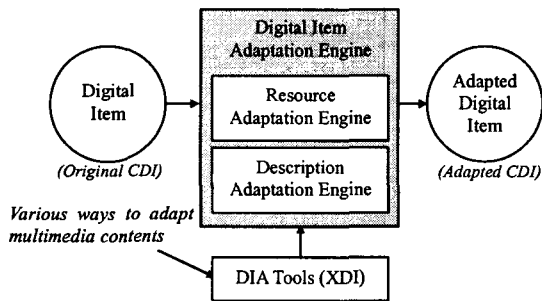 Digital Item
Adaptation Engine
Digital
Item
Resource
Adaptation Engine
Adapted
Digital
Item
Description
Adaptation Engine
(Original CDI)
(Adapted CDI)
Various ways to adapt
multimedia contents
DIA Tools (XDI)